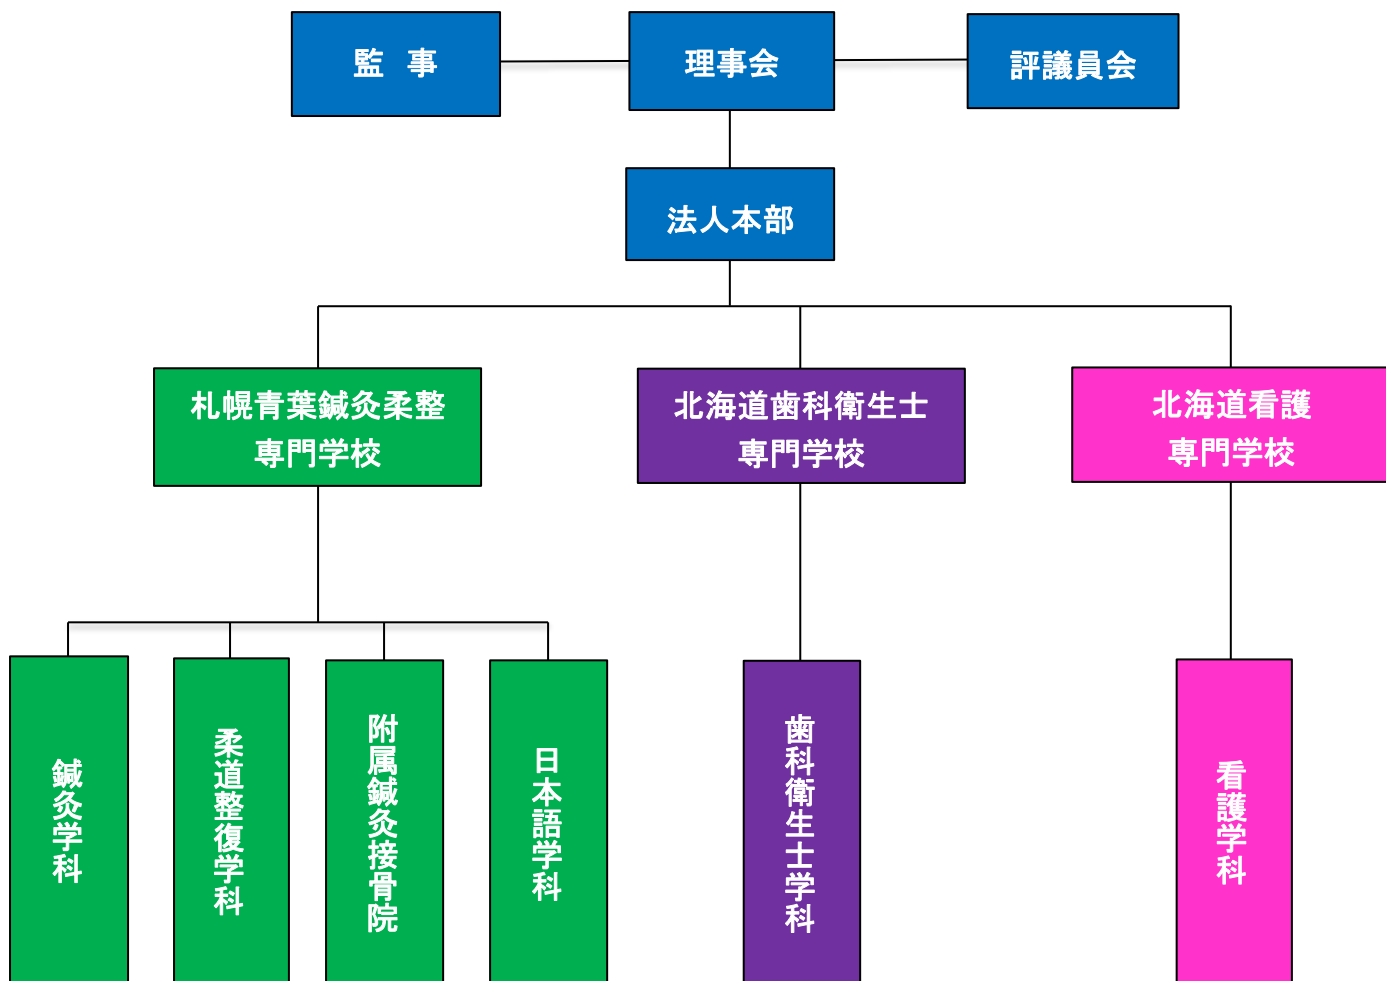 監　事
理事会
評議員会
法人本部
札幌青葉鍼灸柔整
専門学校
北海道歯科衛生士
専門学校
北海道看護
専門学校
鍼灸学科
柔道整復学科
附属鍼灸接骨院
日本語学科
歯科衛生士学科
看護学科